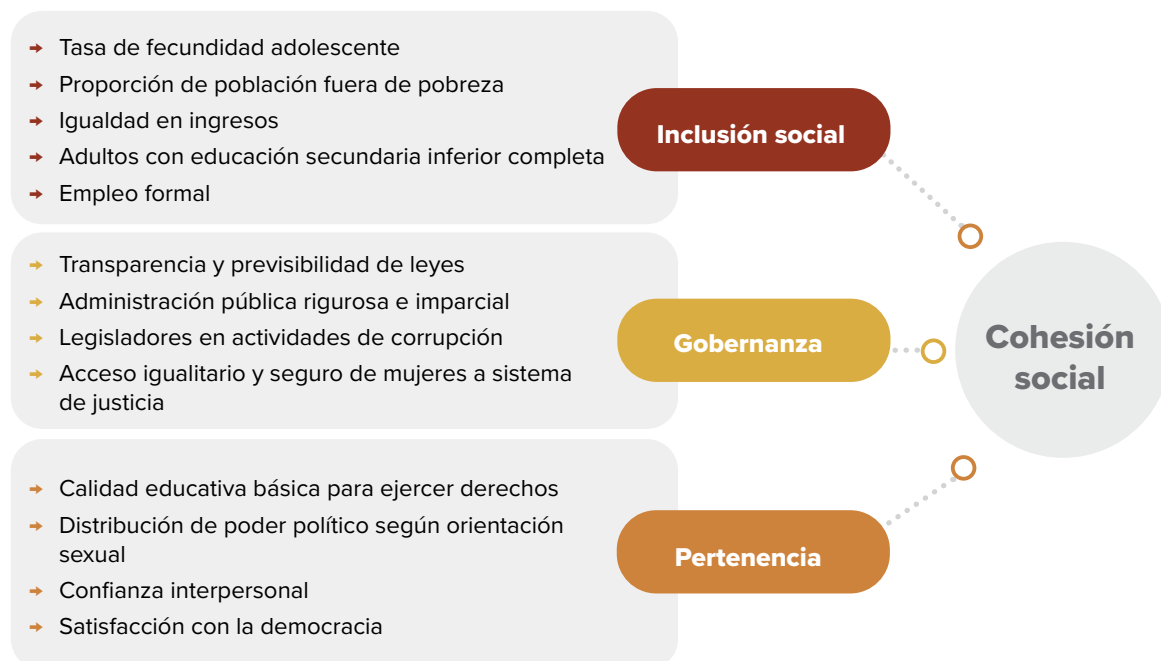 Tasa de fecundidad adolescente
Proporción de población fuera de pobreza
Igualdad en ingresos
Adultos con educación secundaria inferior completa
Empleo formal
Inclusión social
Transparencia y previsibilidad de leyes
Administración pública rigurosa e imparcial
Legisladores en actividades de corrupción
Acceso igualitario y seguro de mujeres a sistema
de justicia
Gobernanza
Calidad educativa básica para ejercer derechos
Distribución de poder político según orientación
sexual
Confianza interpersonal
Satisfacción con la democracia
Pertenencia
Cohesión
social